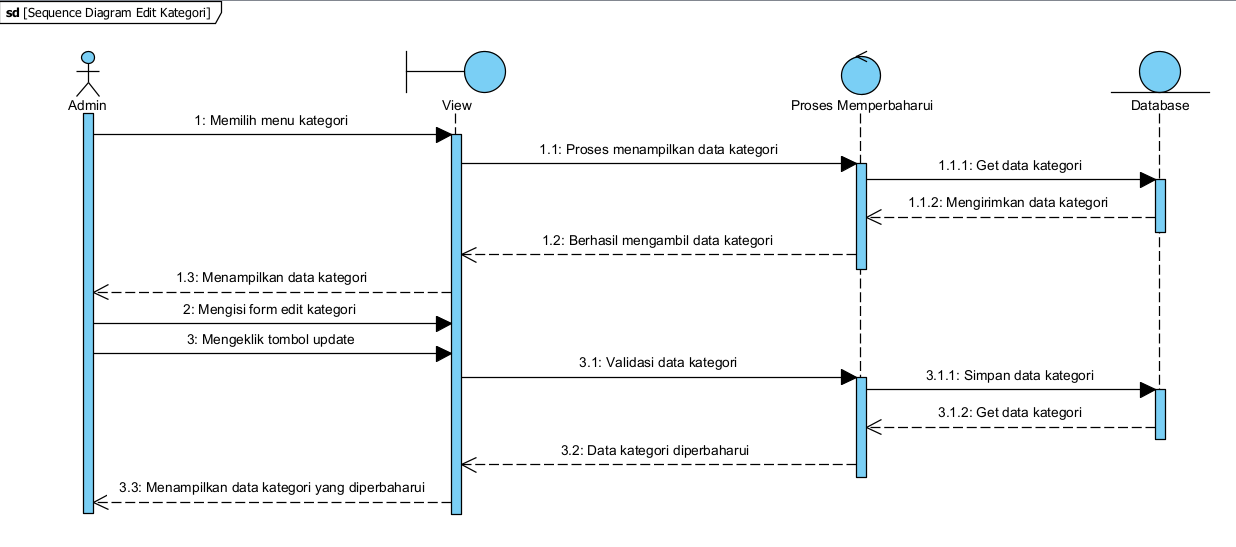 sd [Sequence Diagram Edit Kategori]
Admin
View
Proses Memperbaharui
Database
1: Memilih menu kategori
1.1: Proses menampilkan data kategori
1.1.1: Get data kategori
1.1.2: Mengirimkan data kategori
1.2: Berhasil mengambil data kategori
1.3: Menampilkan data kategori
2: Mengisi form edit kategori
3: Mengeklik tombol update
3.1: Validasi data kategori
3.1.1: Simpan data kategori
3.1.2: Get data kategori
3.2: Data kategori diperbaharui
3.3: Menampilkan data kategori yang diperbaharui